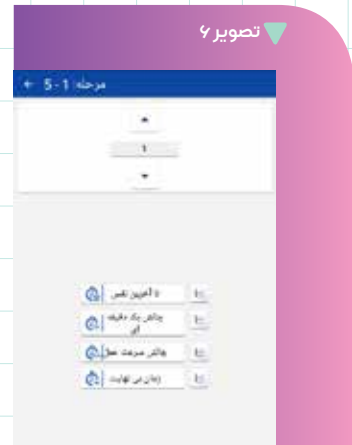 تصویر ۶
مرحله: 1 - 5
1
تا آخرین نفس
چالش یک دقیقه
ای
چالش سرعت عمل
زمان بی نهایت